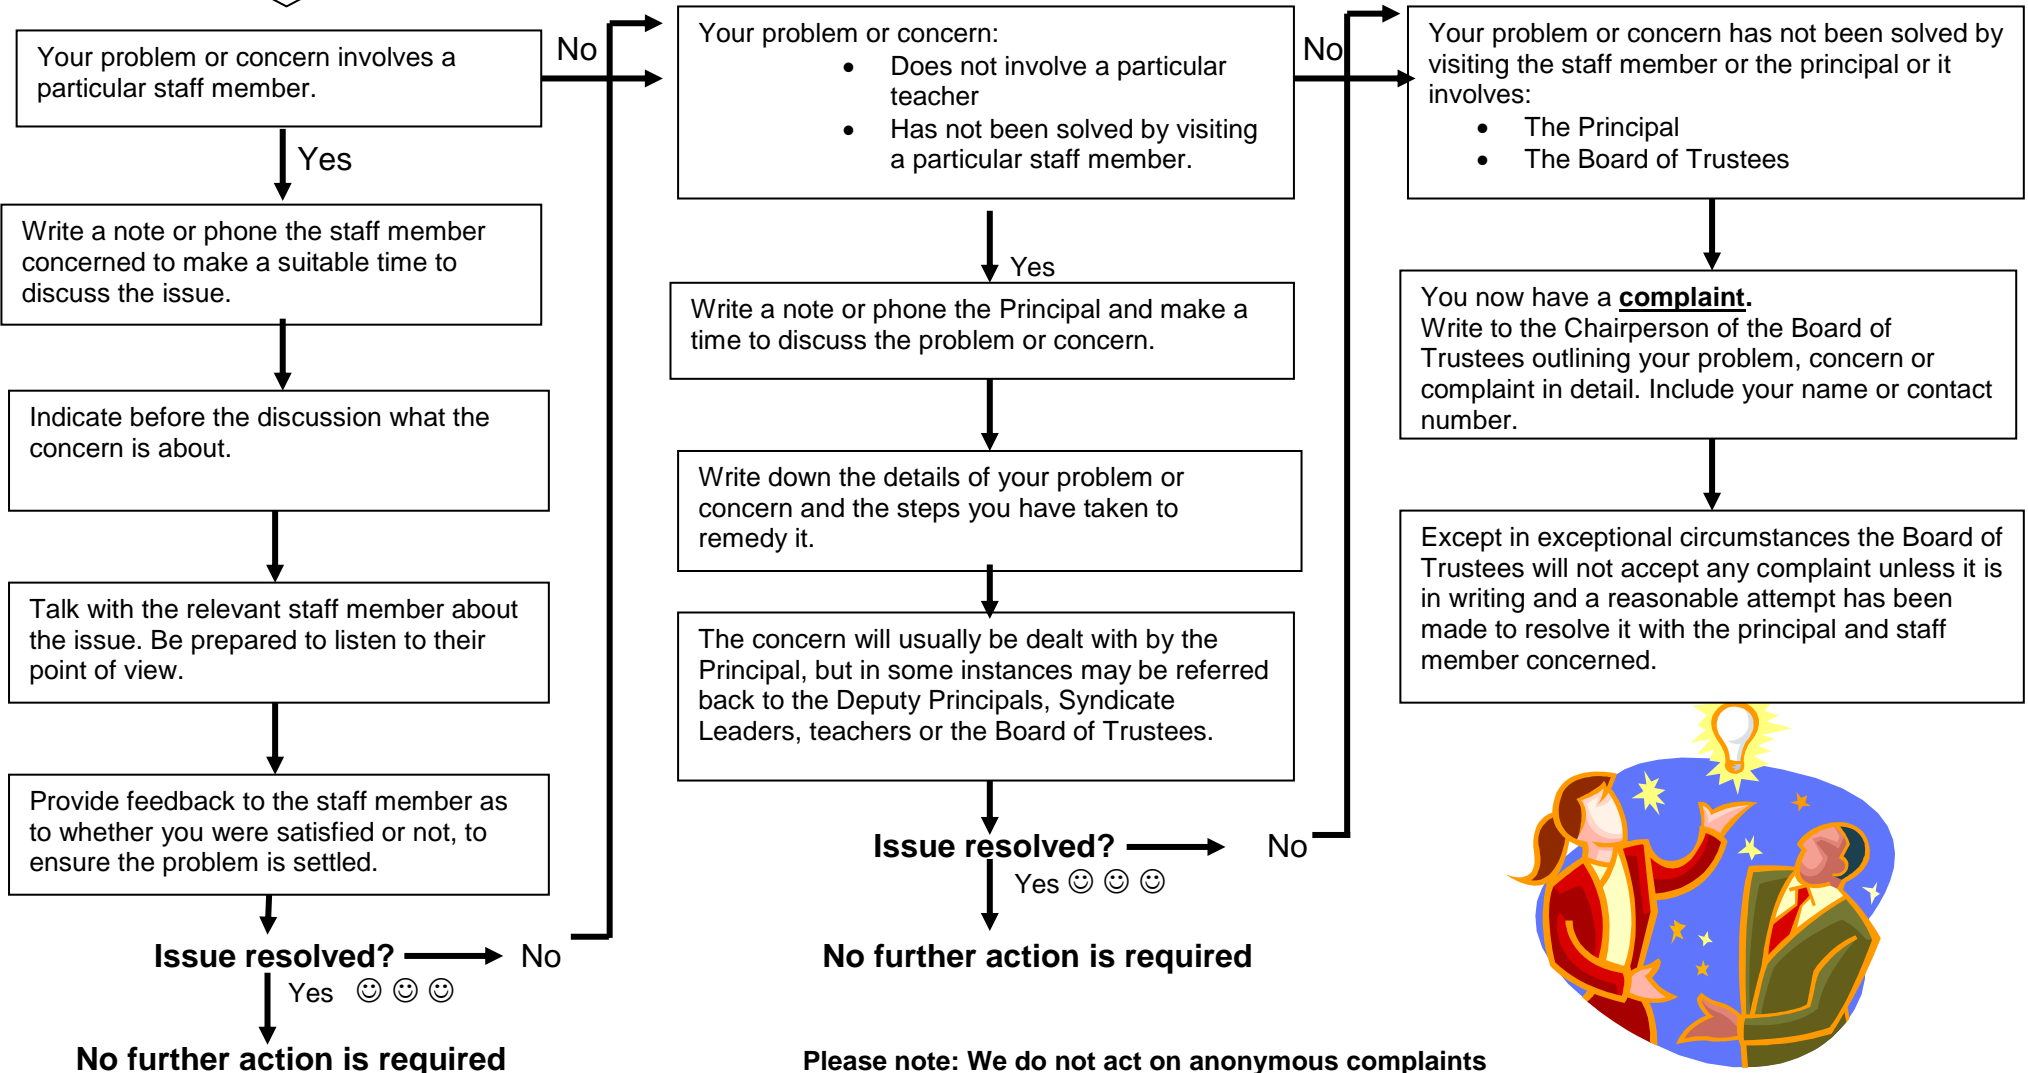 Your problem or concern involves a
particular staff member.
No
Yes
Write a note or phone the staff member
concerned to make a suitable time to
discuss the issue.
Indicate before the discussion what the
concern is about.
Talk with the relevant staff member about
the issue. Be prepared to listen to their
point of view.
Provide feedback to the staff member as
to whether you were satisfied or not, to
ensure the problem is settled.
Issue resolved? No
Yes ☺ ☺ ☺
No further action is required
Your problem or concern:
• Does not involve a particular
teacher
• Has not been solved by visiting
a particular staff member.
No
Yes
Write a note or phone the Principal and make a
time to discuss the problem or concern.
Write down the details of your problem or
concern and the steps you have taken to
remedy it.
The concern will usually be dealt with by the
Principal, but in some instances may be referred
back to the Deputy Principals, Syndicate
Leaders, teachers or the Board of Trustees.
Issue resolved? No
Yes ☺ ☺ ☺
No further action is required
Your problem or concern has not been solved by
visiting the staff member or the principal or it
involves:
• The Principal
• The Board of Trustees
You now have a complaint.
Write to the Chairperson of the Board of
Trustees outlining your problem, concern or
complaint in detail. Include your name or contact
number.
Except in exceptional circumstances the Board of
Trustees will not accept any complaint unless it is
in writing and a reasonable attempt has been
made to resolve it with the principal and staff
member concerned.
Please note: We do not act on anonymous complaints